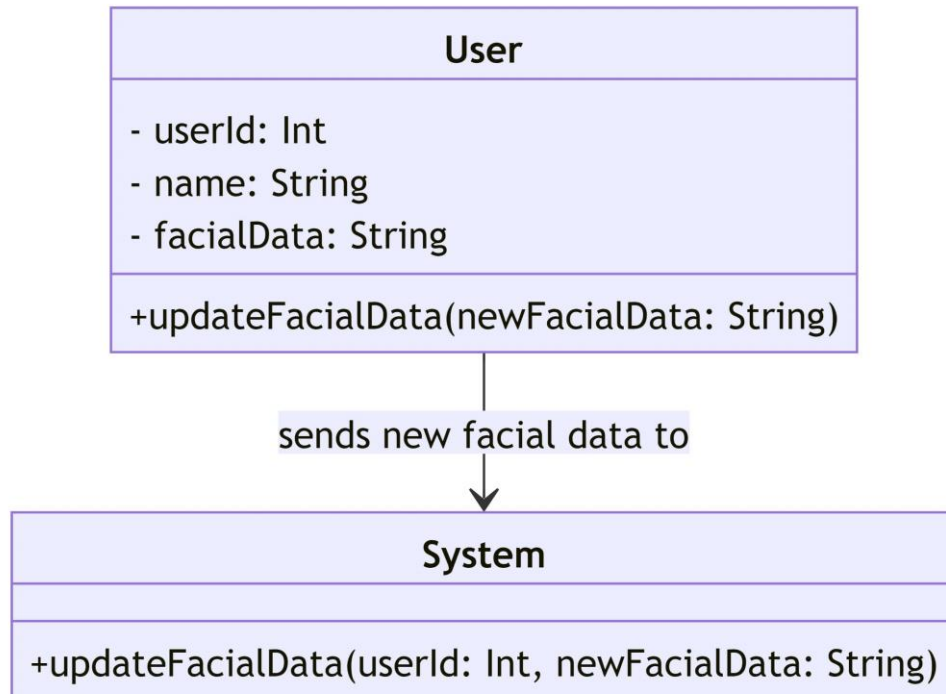 User
- userId: Int
- name: String
- facialData: String
+updateFacialData(newFacialData: String)
sends new facial data to
System
+updateFacialData(userId: Int, newFacialData: String)